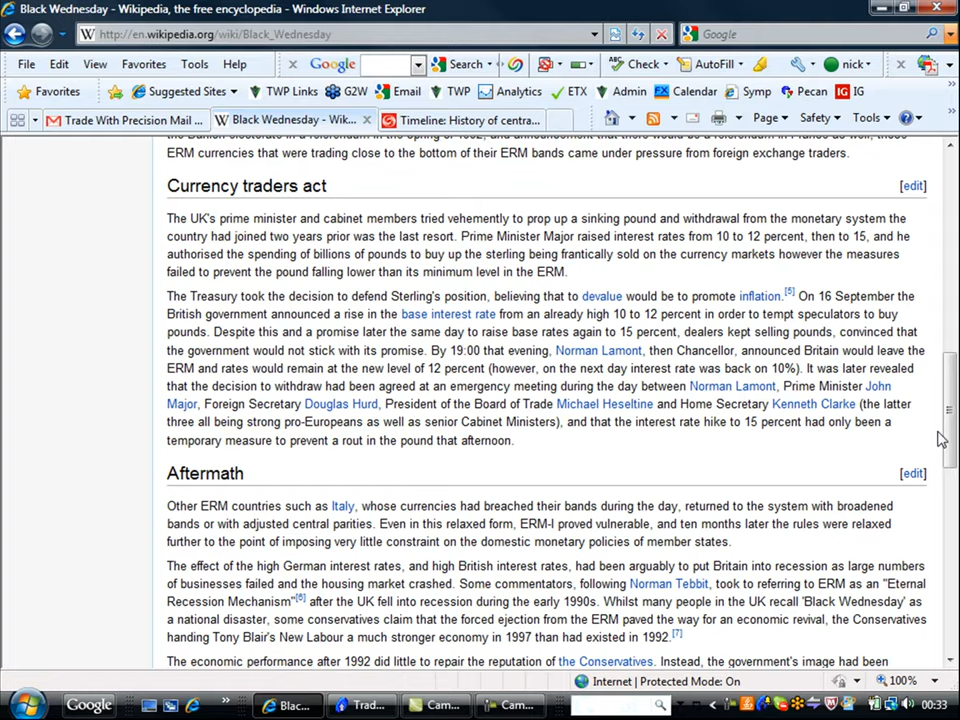 Black Wednesday - Wikipedia, the free encyclopedia - Windows Internet Explorer
http://en.wikipedia.org/wiki/Black_Wednesday
Google
File Edit View Favorites Tools Help
Google Search Check AutoFill nick
Favorites Suggested Sites TWP Links G2W Email TWP Analytics ETX Admin Calendar Symp Pecan IG
Trade With Precision Mail ... Black Wednesday - Wik... Timeline: History of centra...
Page Safety Tools
ERM currencies that were trading close to the bottom of their ERM bands came under pressure from foreign exchange traders.
Currency traders act [edit]
The UK's prime minister and cabinet members tried vehemently to prop up a sinking pound and withdrawal from the monetary system the
country had joined two years prior was the last resort. Prime Minister Major raised interest rates from 10 to 12 percent, then to 15, and he
authorised the spending of billions of pounds to buy up the sterling being frantically sold on the currency markets however the measures
failed to prevent the pound falling lower than its minimum level in the ERM.
The Treasury took the decision to defend Sterling's position, believing that to devalue would be to promote inflation.[5] On 16 September the
British government announced a rise in the base interest rate from an already high 10 to 12 percent in order to tempt speculators to buy
pounds. Despite this and a promise later the same day to raise base rates again to 15 percent, dealers kept selling pounds, convinced that
the government would not stick with its promise. By 19:00 that evening, Norman Lamont, then Chancellor, announced Britain would leave the
ERM and rates would remain at the new level of 12 percent (however, on the next day interest rate was back on 10%). It was later revealed
that the decision to withdraw had been agreed at an emergency meeting during the day between Norman Lamont, Prime Minister John
Major, Foreign Secretary Douglas Hurd, President of the Board of Trade Michael Heseltine and Home Secretary Kenneth Clarke (the latter
three all being strong pro-Europeans as well as senior Cabinet Ministers), and that the interest rate hike to 15 percent had only been a
temporary measure to prevent a rout in the pound that afternoon.
Aftermath [edit]
Other ERM countries such as Italy, whose currencies had breached their bands during the day, returned to the system with broadened
bands or with adjusted central parities. Even in this relaxed form, ERM-I proved vulnerable, and ten months later the rules were relaxed
further to the point of imposing very little constraint on the domestic monetary policies of member states.
The effect of the high German interest rates, and high British interest rates, had been arguably to put Britain into recession as large numbers
of businesses failed and the housing market crashed. Some commentators, following Norman Tebbit, took to referring to ERM as an "Eternal
Recession Mechanism"[6] after the UK fell into recession during the early 1990s. Whilst many people in the UK recall 'Black Wednesday' as
a national disaster, some conservatives claim that the forced ejection from the ERM paved the way for an economic revival, the Conservatives
handing Tony Blair's New Labour a much stronger economy in 1997 than had existed in 1992.[7]
The economic performance after 1992 did little to repair the reputation of the Conservatives. Instead, the government's image had been
Internet | Protected Mode: On 100%
Google Blac... Trad... Cam... Cam... 00:33